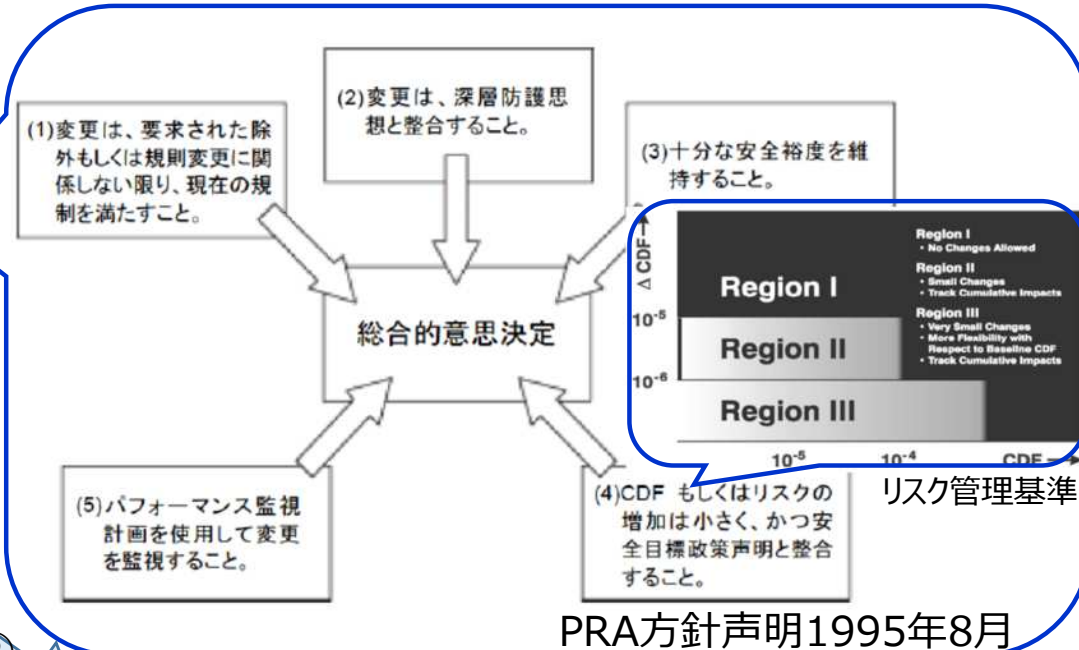 (2)変更は、深層防護思
想と整合すること。
(1)変更は、要求された除
外もしくは規則変更に関
係しない限り、現在の規
制を満たすこと。
(3)十分な安全裕度を維
持すること。
総合的意思決定
Δ CDF→
10-5
10-6
Region I
Region II
Region III
Region I
• No Changes Allowed
Region II
• Small Changes
• Track Cumulative Impacts
Region III
• Very Small Changes
• More Flexibility with
Respect to Baseline CDF
• Track Cumulative Impacts
10-5
10-4
CDF→
リスク管理基準
(5)パフォーマンス監視
計画を使用して変更
を監視すること。
(4)CDF もしくはリスクの
増加は小さく、かつ安
全目標政策声明と整合
すること。
PRA方針声明1995年8月